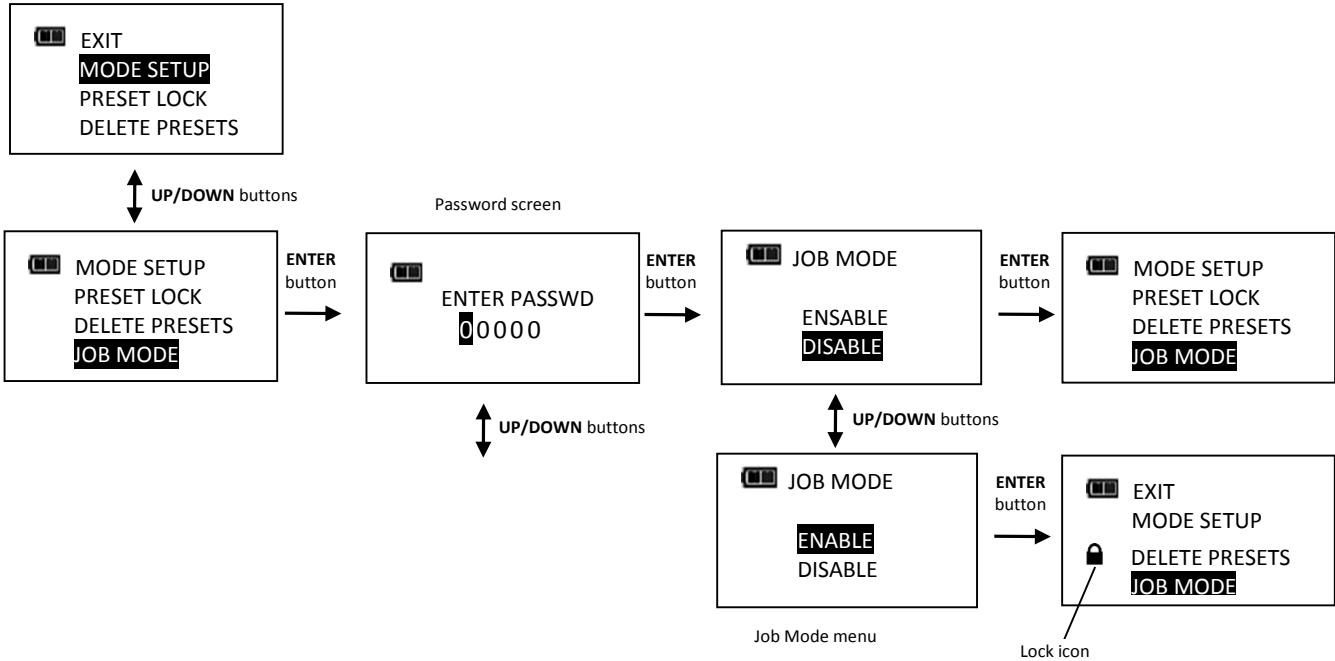 EXIT
MODE SETUP
PRESET LOCK
DELETE PRESETS
UP/DOWN buttons
Password screen
MODE SETUP
PRESET LOCK
DELETE PRESETS
JOB MODE
ENTER
button
ENTER PASSWD
00000
ENTER
button
JOB MODE
ENSABLE
DISABLE
ENTER
button
MODE SETUP
PRESET LOCK
DELETE PRESETS
JOB MODE
UP/DOWN buttons
UP/DOWN buttons
JOB MODE
ENABLE
DISABLE
ENTER
button
EXIT
MODE SETUP
DELETE PRESETS
JOB MODE
Job Mode menu
Lock icon